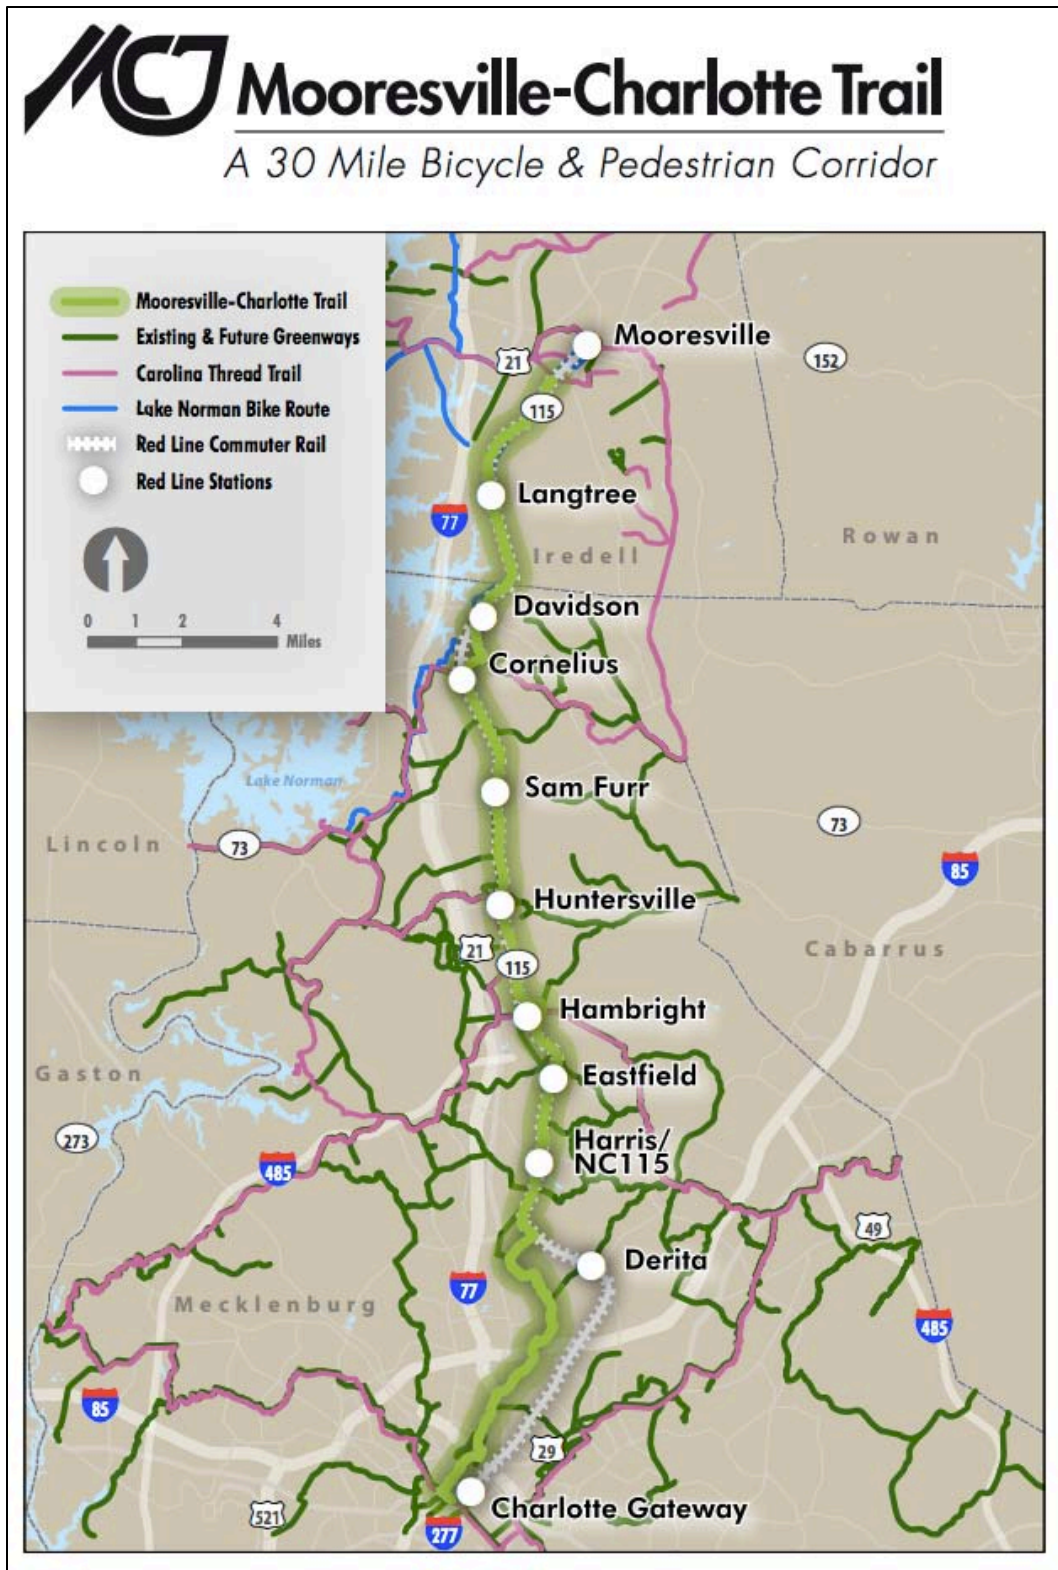 MCT Mooresville-Charlotte Trail
A 30 Mile Bicycle & Pedestrian Corridor
Mooresville-Charlotte Trail
Existing & Future Greenways
Carolina Thread Trail
Lake Norman Bike Route
Red Line Commuter Rail
Red Line Stations
0 1 2 4
Miles
Mooresville
21
152
115
Langtree
77
Rowan
Iredell
Davidson
Cornelius
Lake Norman
Sam Furr
73
Lincoln
73
85
Huntersville
21
115
Cabarrus
Hambright
Gaston
Eastfield
273
Harris/
NC115
485
49
Derita
77
Mecklenburg
485
85
29
Charlotte Gateway
521
277